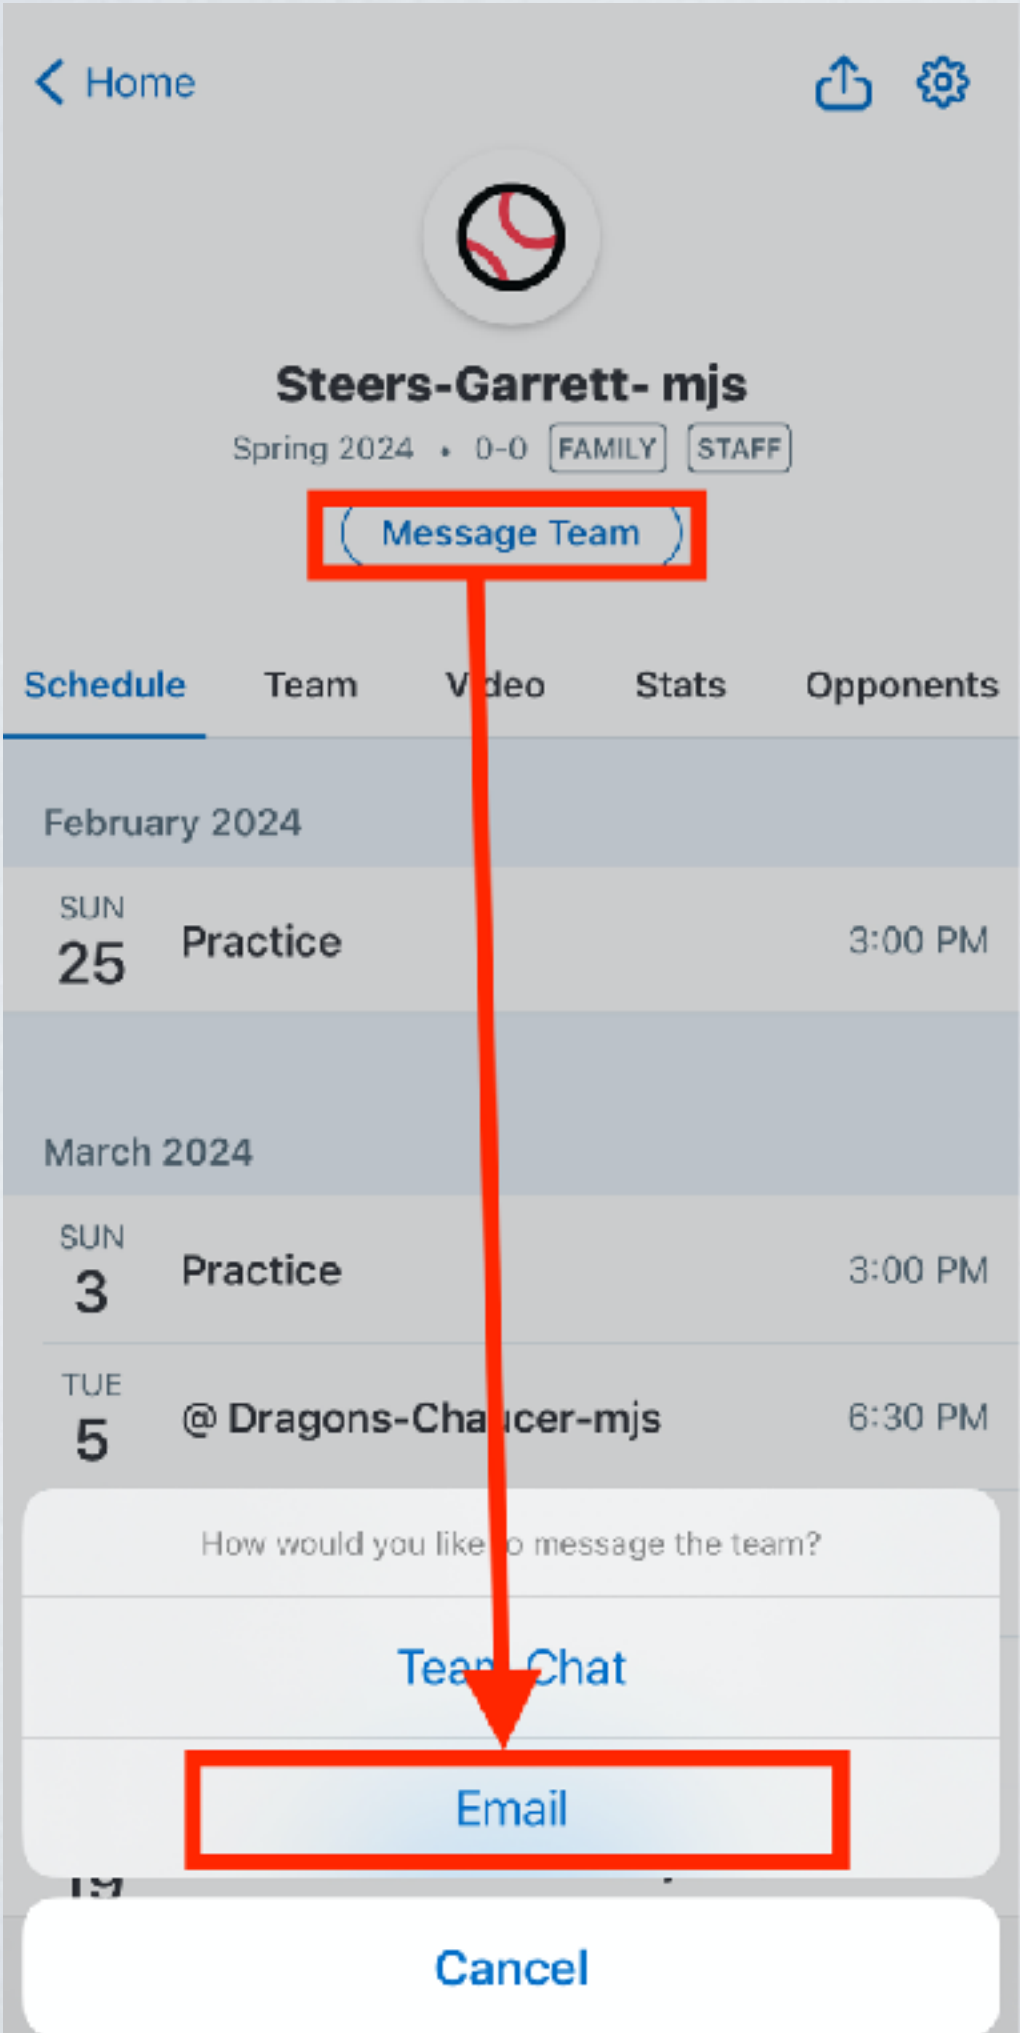 Home
Steers-Garrett- mjs
Spring 2024 • 0-0 FAMILY STAFF
Message Team
Schedule Team Video Stats Opponents
February 2024
SUN
25 Practice 3:00 PM
March 2024
SUN
3 Practice 3:00 PM
TUE
5 @ Dragons-Chaucer-mjs 6:30 PM
How would you like to message the team?
Team Chat
Email
19
Cancel